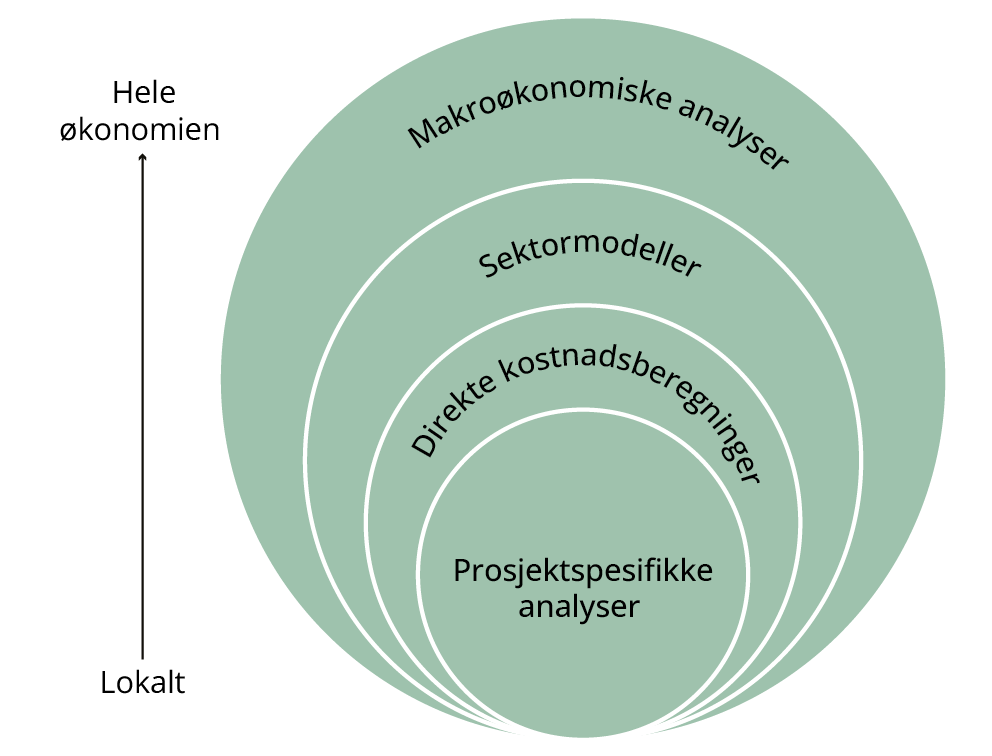 Hele
økonomien
Lokalt
Makroøkonomiske analyser
Sektormodeller
Direkte kostnadsberegninger
Prosjektspesifikke
analyser